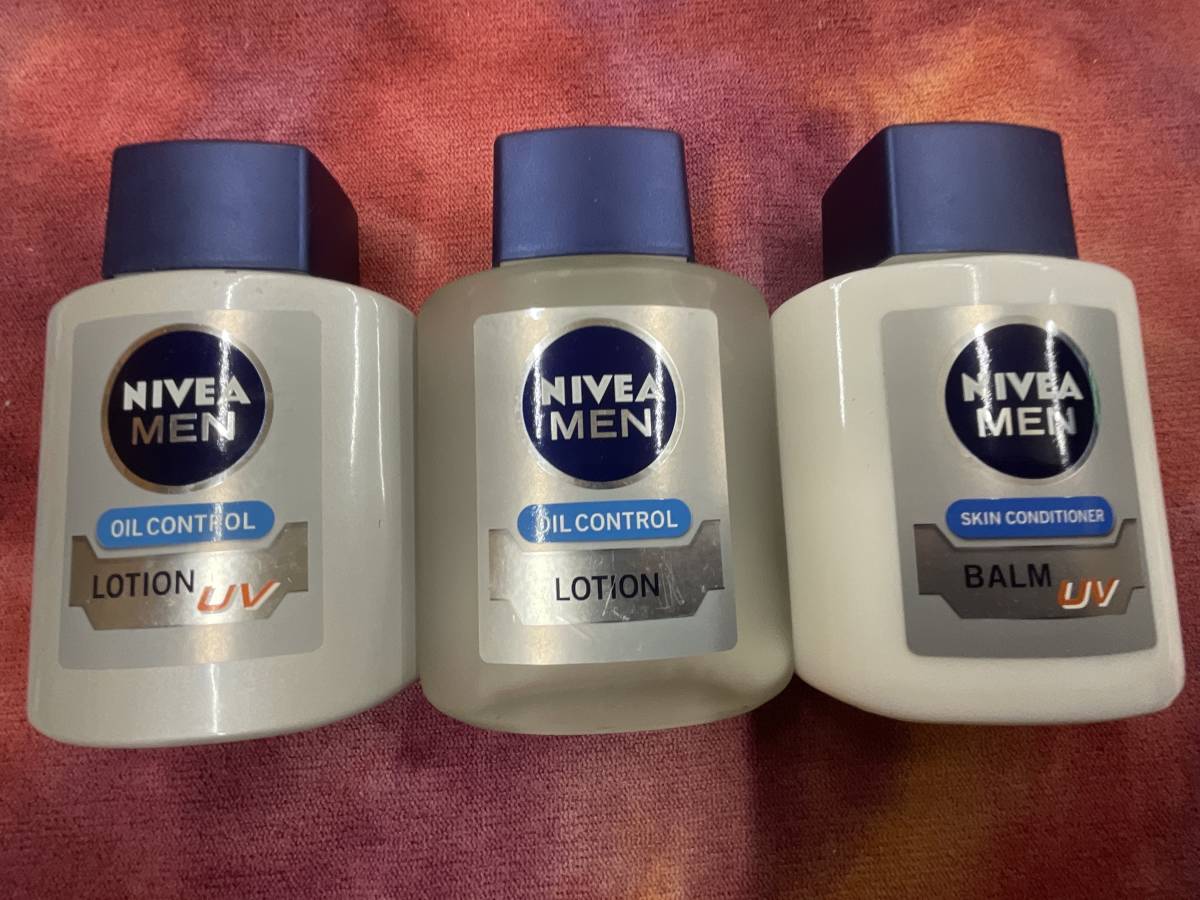 NIVEA
MEN
OIL CONTROL
LOTION UV
NIVEA
MEN
OIL CONTROL
LOTION
NIVEA
MEN
SKIN CONDITIONER
BALM UV